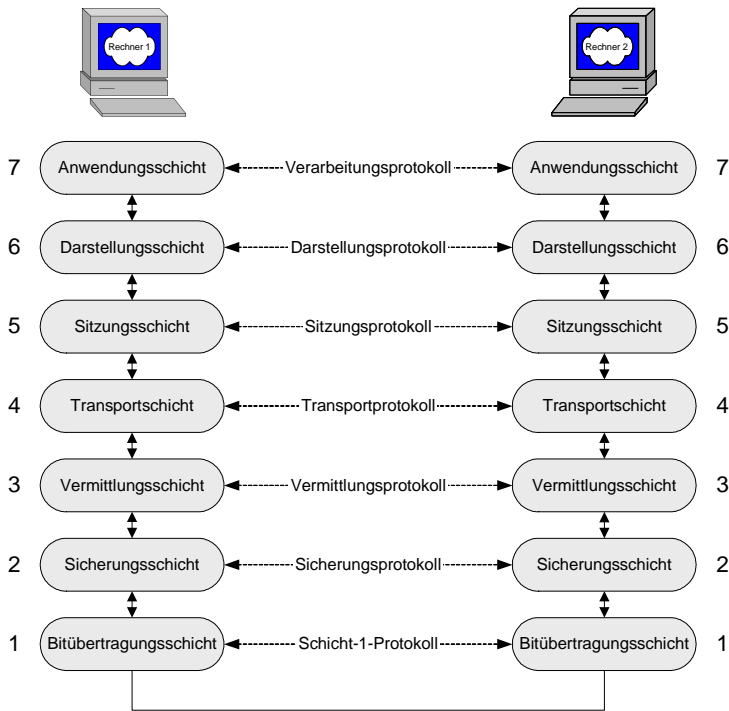 Rechner 1 Rechner 2
7 Anwendungsschicht Verarbeitungsprotokoll Anwendungsschicht 7
6 Darstellungsschicht Darstellungsprotokoll Darstellungsschicht 6
5 Sitzungsschicht Sitzungsprotokoll Sitzungsschicht 5
4 Transportschicht Transportprotokoll Transportschicht 4
3 Vermittlungsschicht Vermittlungsprotokoll Vermittlungsschicht 3
2 Sicherungsschicht Sicherungsprotokoll Sicherungsschicht 2
1 Bitübertragungsschicht Schicht-1-Protokoll Bitübertragungsschicht 1